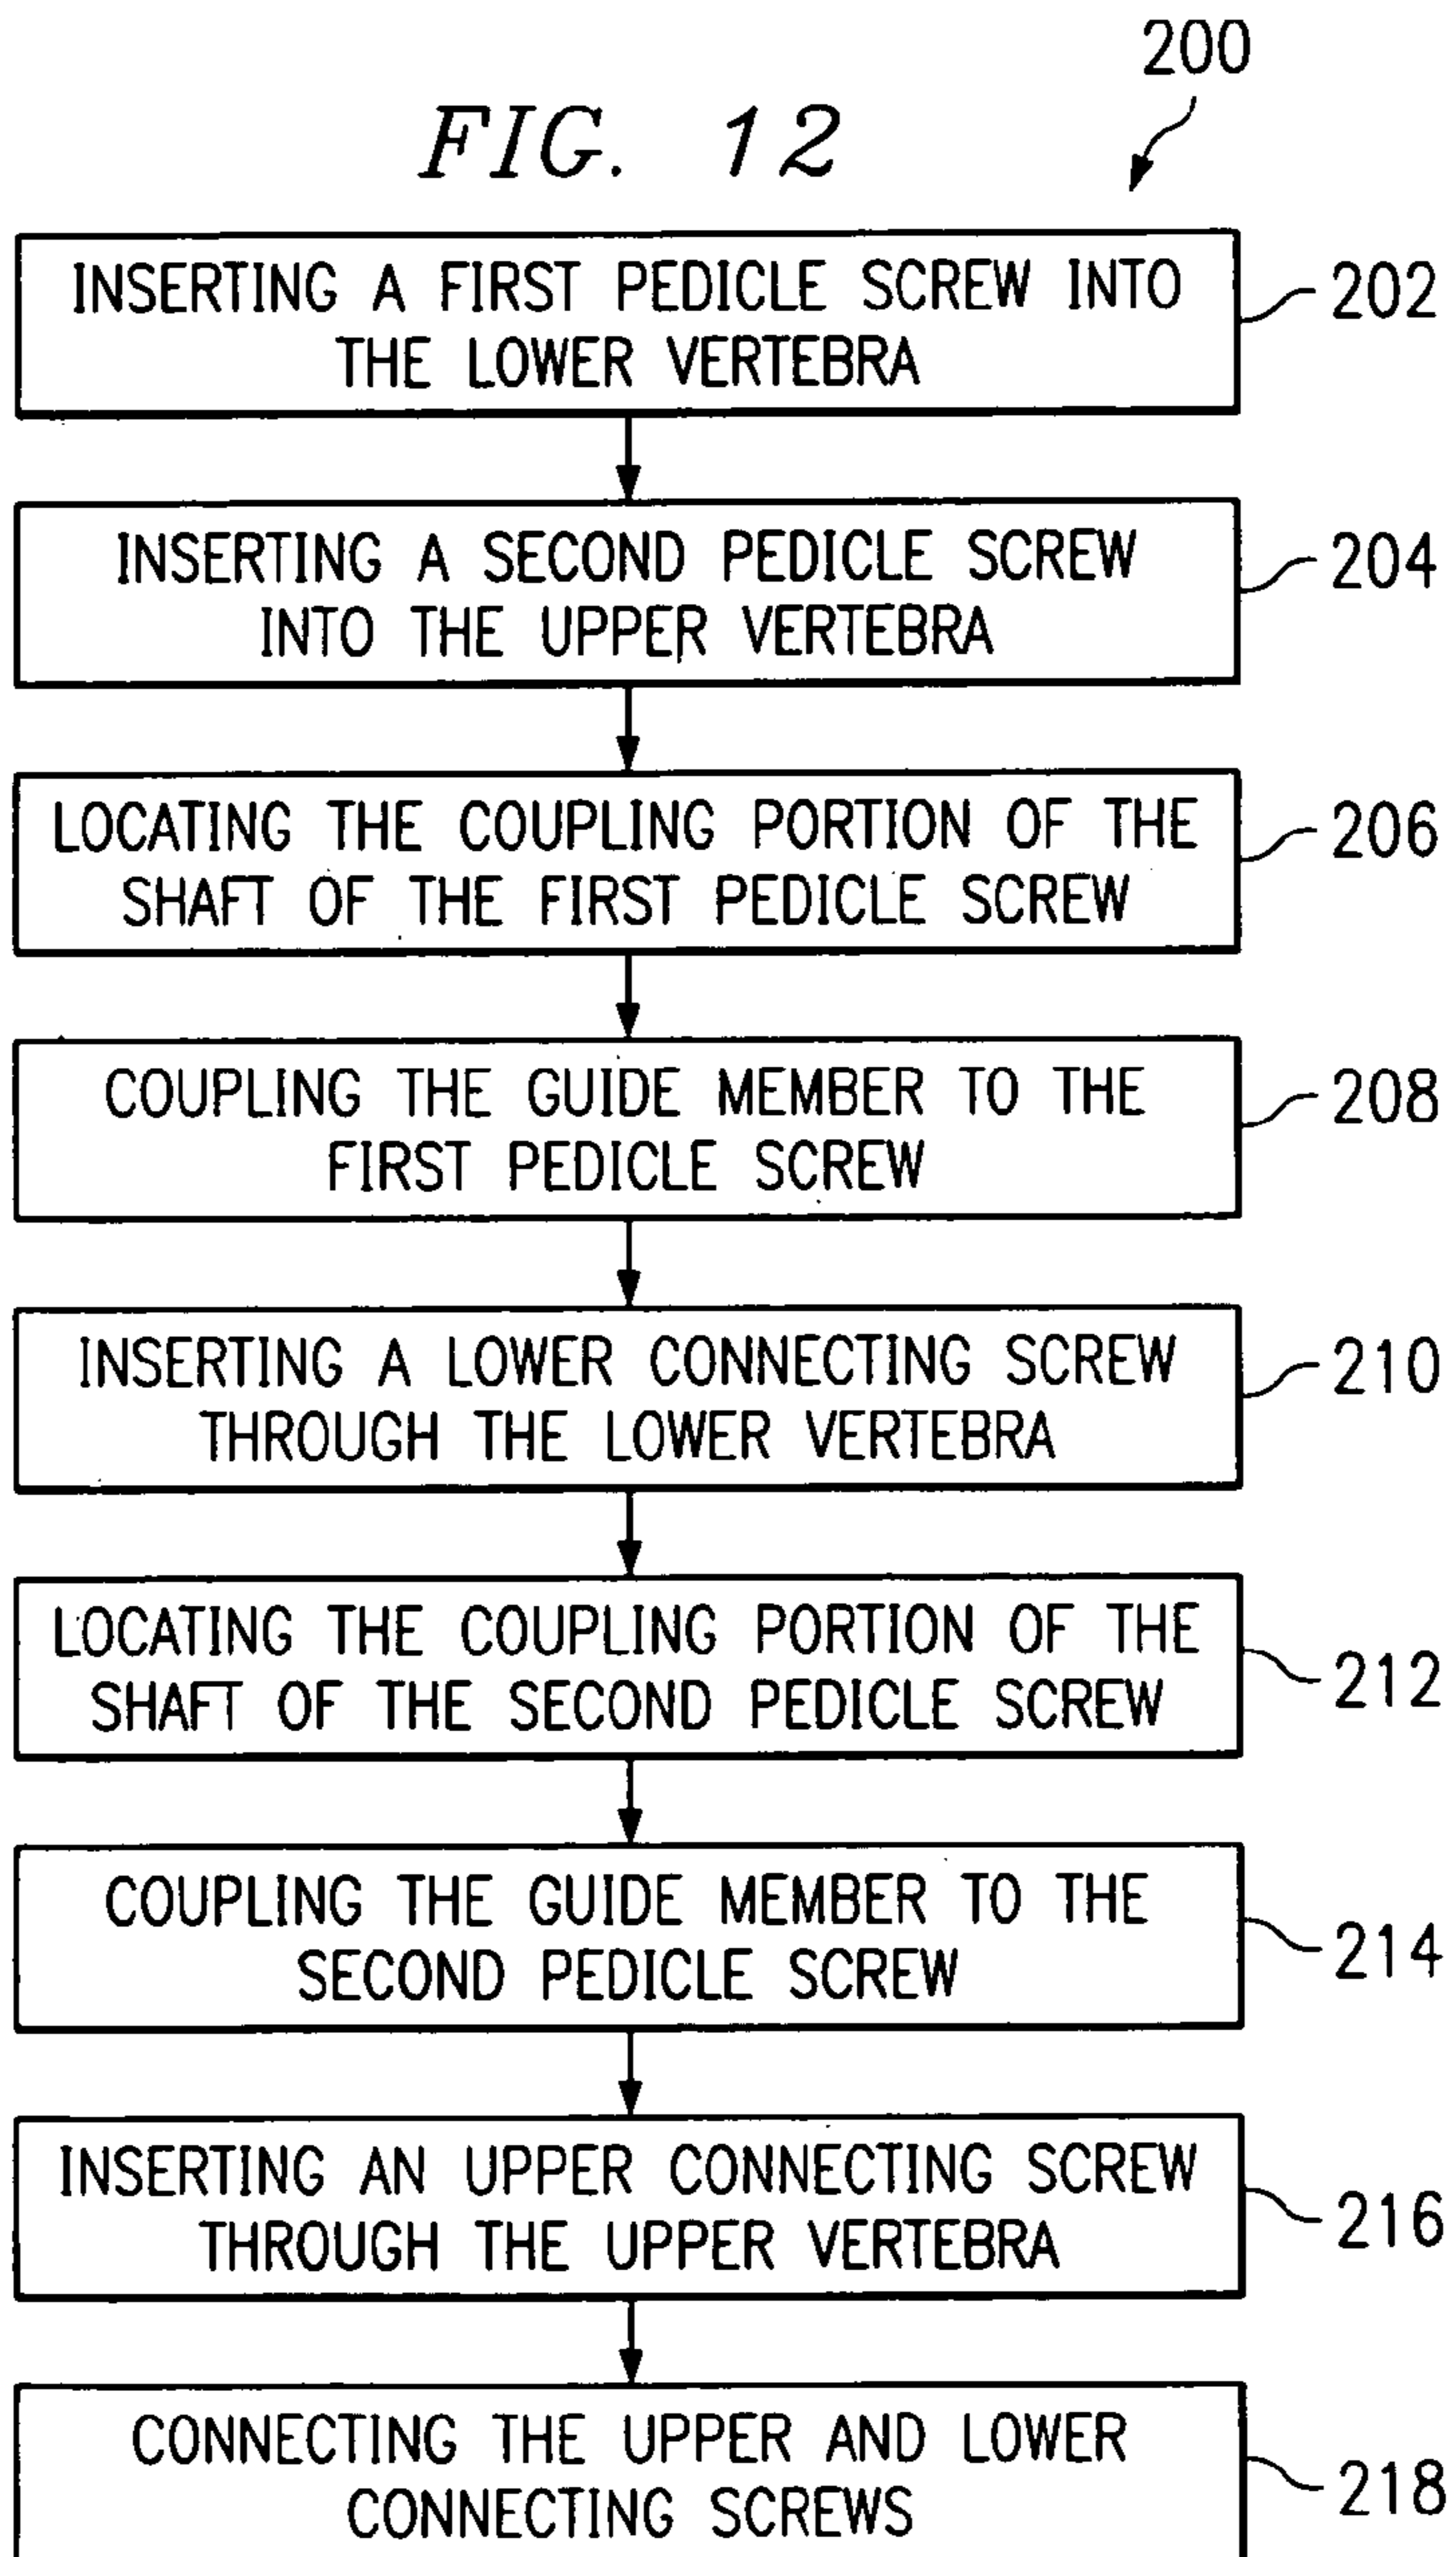 200
FIG. 12
INSERTING A FIRST PEDICLE SCREW INTO
THE LOWER VERTEBRA
202
INSERTING A SECOND PEDICLE SCREW
INTO THE UPPER VERTEBRA
204
LOCATING THE COUPLING PORTION OF THE
SHAFT OF THE FIRST PEDICLE SCREW
206
COUPLING THE GUIDE MEMBER TO THE
FIRST PEDICLE SCREW
208
INSERTING A LOWER CONNECTING SCREW
THROUGH THE LOWER VERTEBRA
210
LOCATING THE COUPLING PORTION OF THE
SHAFT OF THE SECOND PEDICLE SCREW
212
COUPLING THE GUIDE MEMBER TO THE
SECOND PEDICLE SCREW
214
INSERTING AN UPPER CONNECTING SCREW
THROUGH THE UPPER VERTEBRA
216
CONNECTING THE UPPER AND LOWER
CONNECTING SCREWS
218